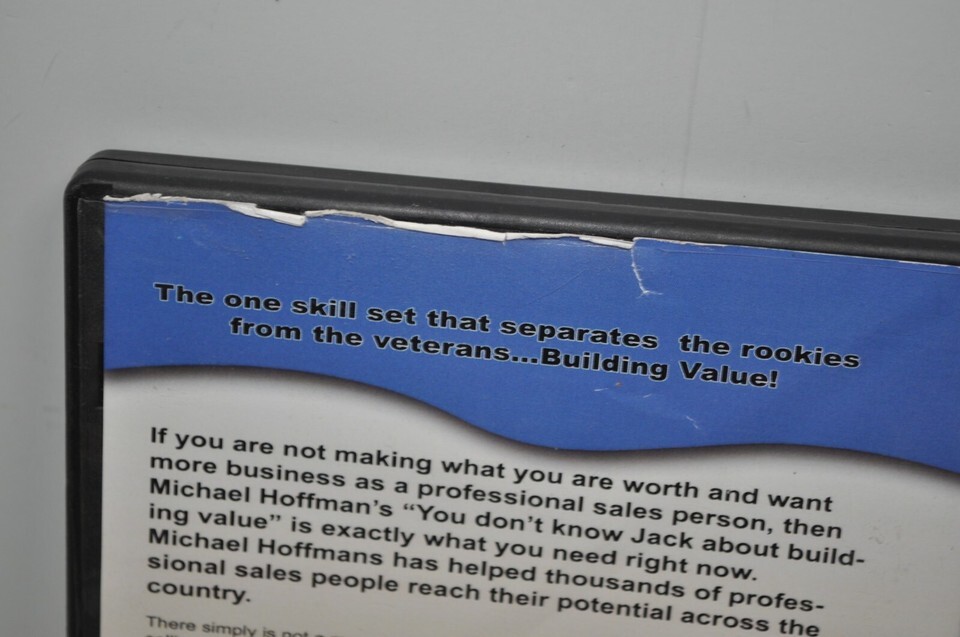 The one skill set that separates the rookies
from the veterans...Building Value!
If you are not making what you are worth and want
more business as a professional sales person, then
Michael Hoffman's "You don't know Jack about build-
ing value" is exactly what you need right now.
Michael Hoffmans has helped thousands of profes-
sional sales people reach their potential across the
country.
There simply is not a